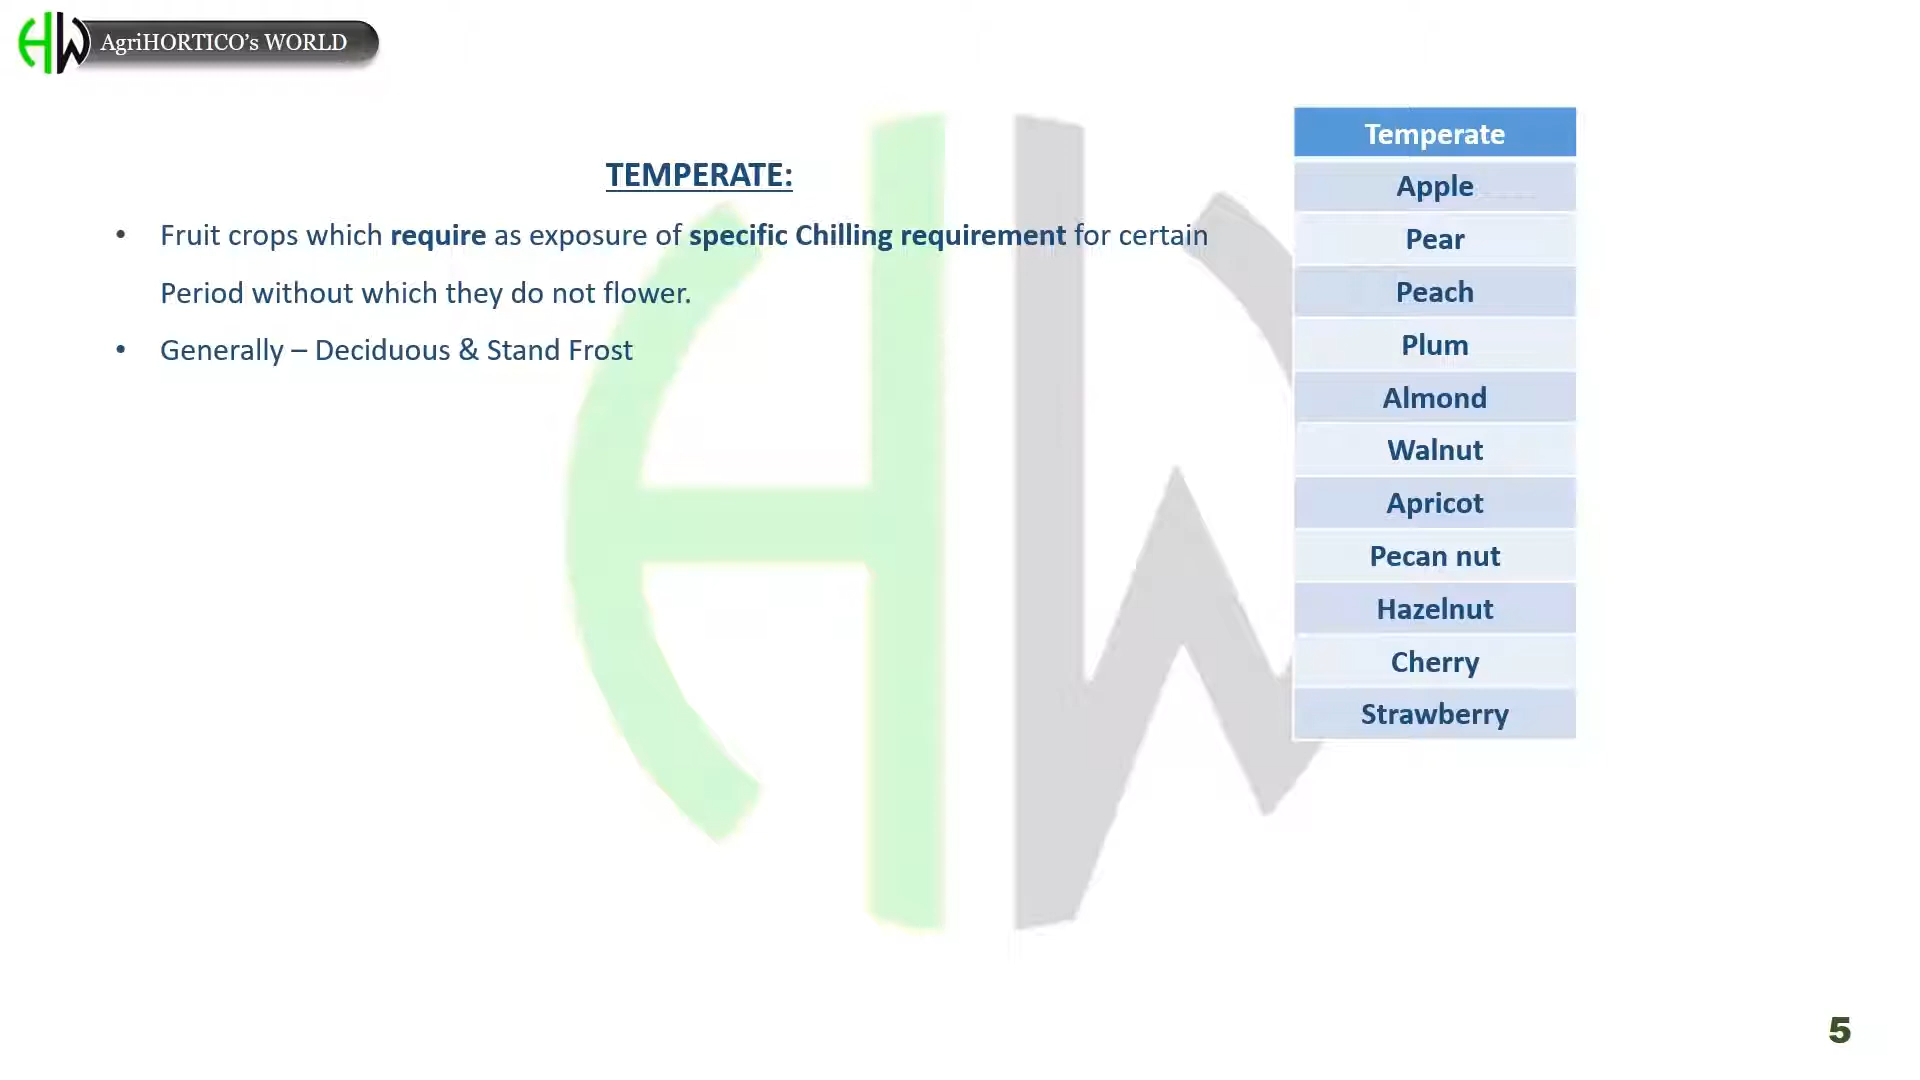 AgriHORTICO's WORLD
TEMPERATE:
• Fruit crops which require as exposure of specific Chilling requirement for certain
Period without which they do not flower.
• Generally – Deciduous & Stand Frost
Temperate
Apple
Pear
Peach
Plum
Almond
Walnut
Apricot
Pecan nut
Hazelnut
Cherry
Strawberry
5